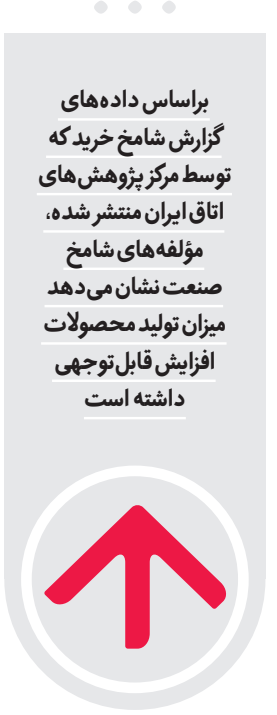 براساس داده‌های
گزارش شامخ خرید که
توسط مرکز پژوهش‌های
اتاق ایران منتشر شده،
مؤلفه‌های شامخ
صنعت نشان می‌دهد
میزان تولید محصولات
افزایش قابل‌توجهی
داشته است